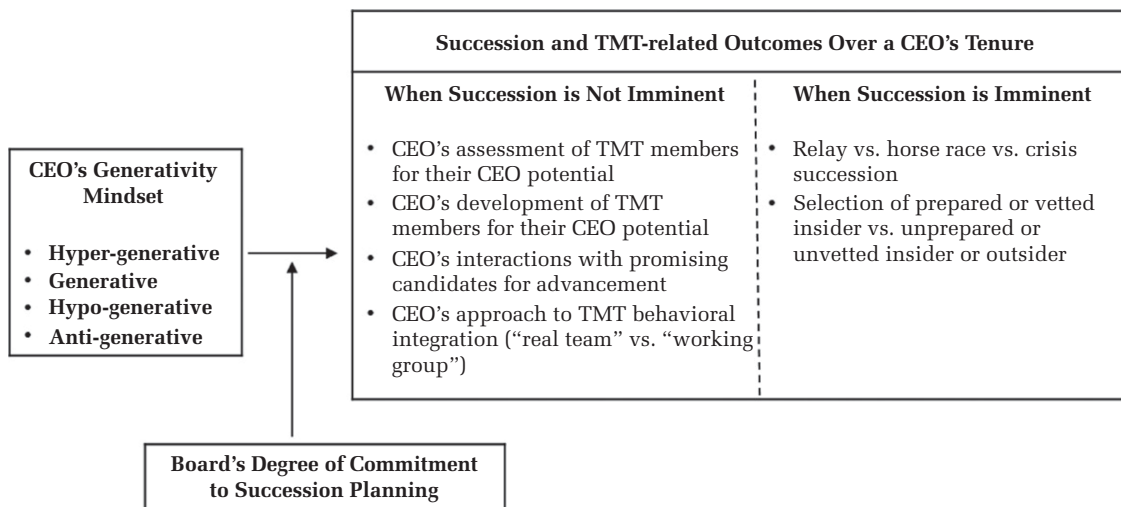 Succession and TMT-related Outcomes Over a CEO's Tenure
When Succession is Not Imminent
• CEO's assessment of TMT members
for their CEO potential
• CEO's development of TMT
members for their CEO potential
• CEO's interactions with promising
candidates for advancement
• CEO's approach to TMT behavioral
integration (“real team” vs. “working
group”)
When Succession is Imminent
• Relay vs. horse race vs. crisis
succession
• Selection of prepared or vetted
insider vs. unprepared or
unvetted insider or outsider
CEO's Generativity
Mindset
• Hyper-generative
• Generative
• Hypo-generative
• Anti-generative
Board's Degree of Commitment
to Succession Planning